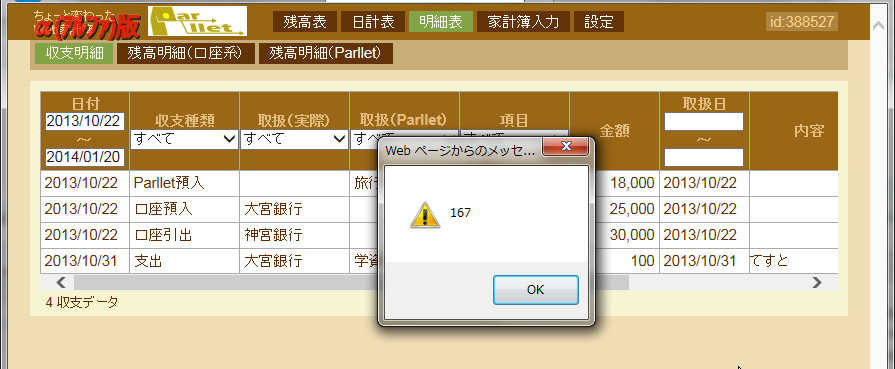 ちょーと変わった
α(アルファ)版
Parllet
残高表 日計表 明細表 家計簿入力 設定
id:388527
収支明細 残高明細(口座系) 残高明細(Parllet)
日付 収支種類 取扱(実際) 取扱(Parllet) 項目 金額 取扱日 内容
2013/10/22
～ ～
2014/01/20
すべて すべて すべて すべて
Web ページからのメッセ...
167
OK
2013/10/22 Parllet預入 旅行 18,000 2013/10/22
2013/10/22 口座預入 大宮銀行 25,000 2013/10/22
2013/10/22 口座引出 神宮銀行 30,000 2013/10/22
2013/10/31 支出 大宮銀行 学資 100 2013/10/31 てすと
4 収支データ